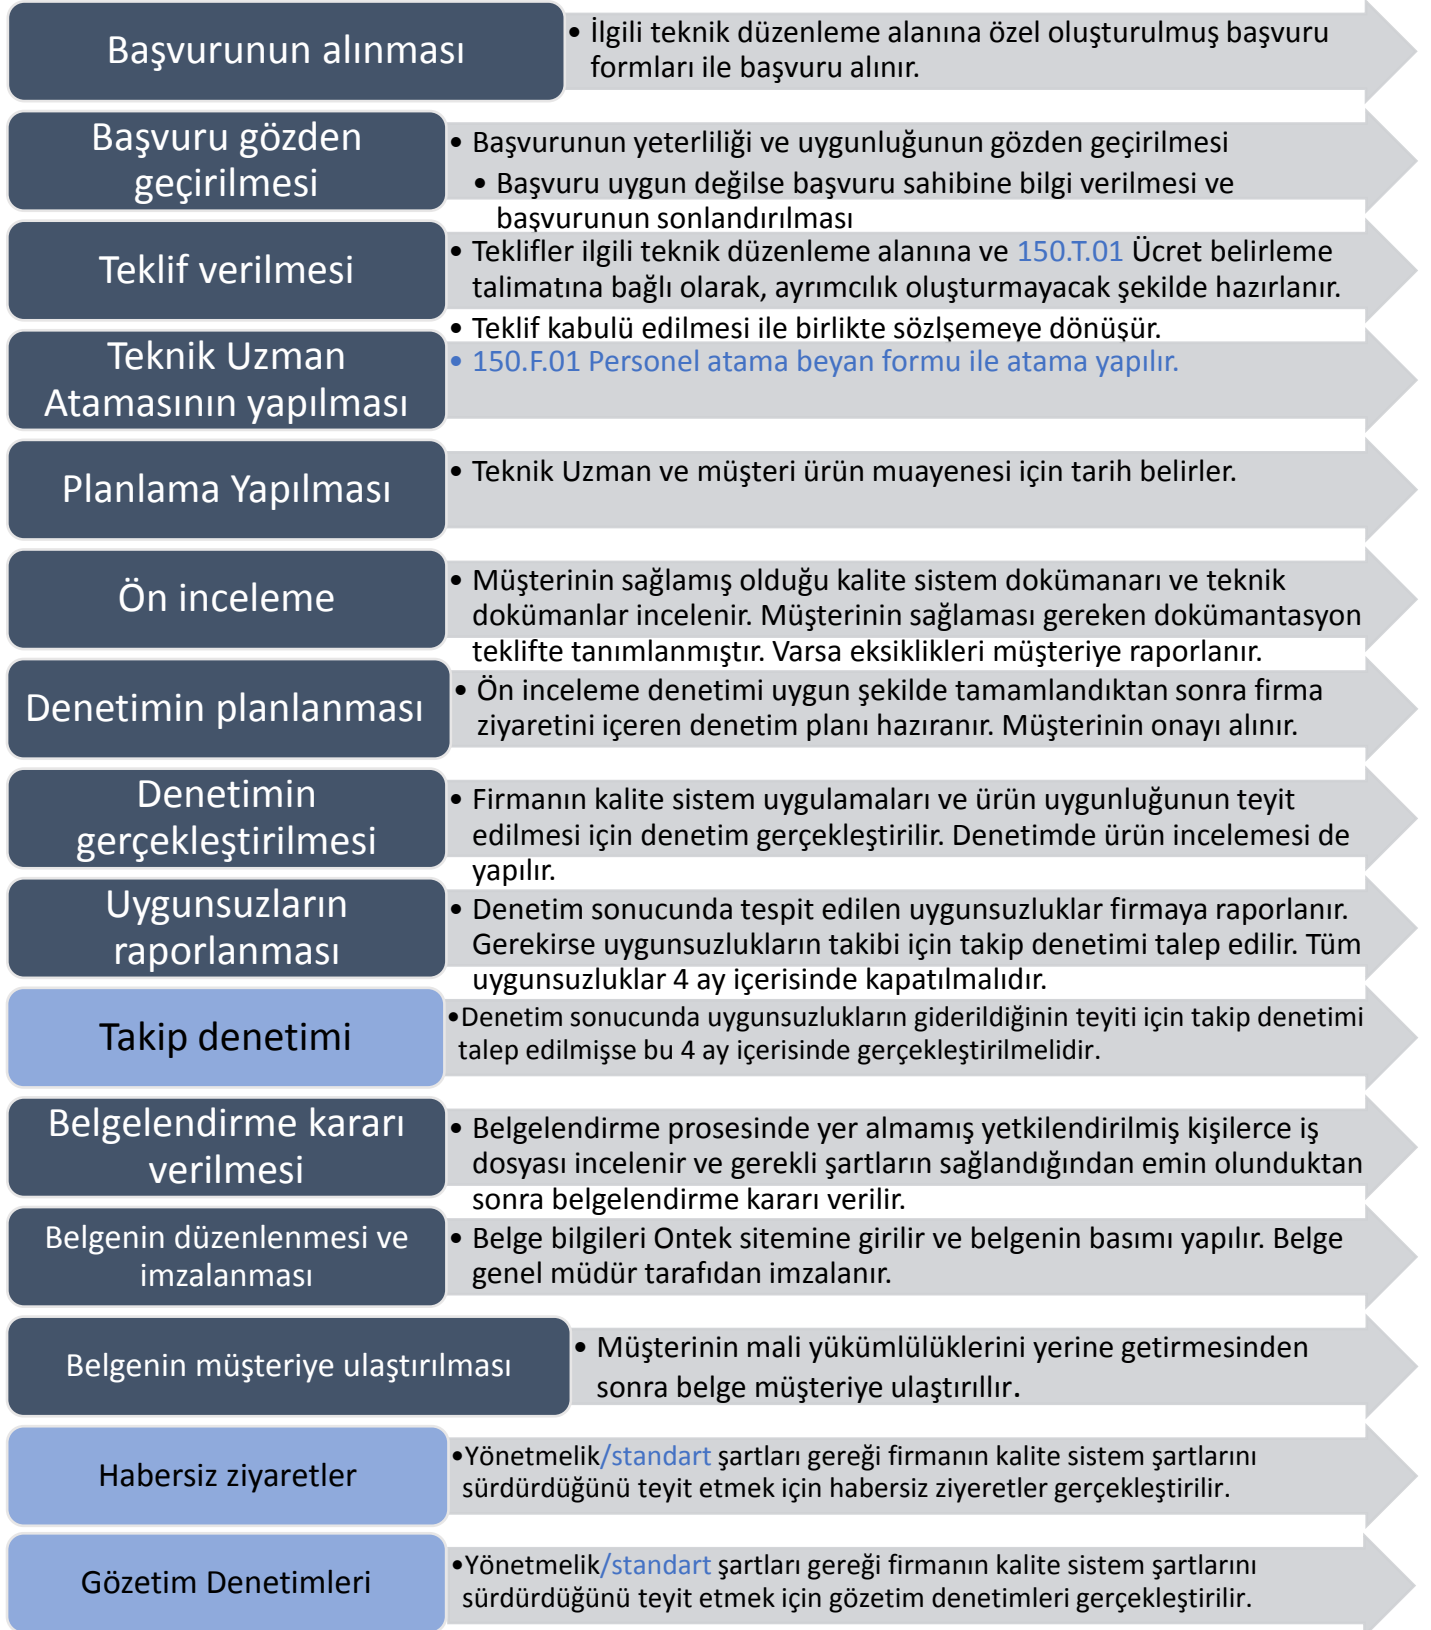 Başvurunun alınması
• İlgili teknik düzenleme alanına özel oluşturulmuş başvuru
formları ile başvuru alınır.
Başvuru gözden
geçirilmesi
• Başvurunun yeterliliği ve uygunluğunun gözden geçirilmesi
• Başvuru uygun değilse başvuru sahibine bilgi verilmesi ve
başvurunun sonlandırılması
Teklif verilmesi
• Teklifler ilgili teknik düzenleme alanına ve 150.T.01 Ücret belirleme
talimatına bağlı olarak, ayrımcılık oluşturmayacak şekilde hazırlanır.
• Teklif kabulü edilmesi ile birlikte sözlşemeye dönüşür.
Teknik Uzman
Atamasının yapılması
• 150.F.01 Personel atama beyan formu ile atama yapılır.
Planlama Yapılması
• Teknik Uzman ve müşteri ürün muayenesi için tarih belirler.
Ön inceleme
• Müşterinin sağlamış olduğu kalite sistem dokümanarı ve teknik
dokümanlar incelenir. Müşterinin sağlaması gereken dokümantasyon
teklifte tanımlanmıştır. Varsa eksiklikleri müşteriye raporlanır.
Denetimin planlanması
• Ön inceleme denetimi uygun şekilde tamamlandıktan sonra firma
ziyaretini içeren denetim planı hazıranır. Müşterinin onayı alınır.
Denetimin
gerçekleştirilmesi
• Firmanın kalite sistem uygulamaları ve ürün uygunluğunun teyit
edilmesi için denetim gerçekleştirilir. Denetimde ürün incelemesi de
yapılır.
Uygunsuzların
raporlanması
• Denetim sonucunda tespit edilen uygunsuzluklar firmaya raporlanır.
Gerekirse uygunsuzlukların takibi için takip denetimi talep edilir. Tüm
uygunsuzluklar 4 ay içerisinde kapatılmalıdır.
Takip denetimi
•Denetim sonucunda uygunsuzlukların giderildiğinin teyiti için takip denetimi
talep edilmişse bu 4 ay içerisinde gerçekleştirilmelidir.
Belgelendirme kararı
verilmesi
• Belgelendirme prosesinde yer almamış yetkilendirilmiş kişilerce iş
dosyası incelenir ve gerekli şartların sağlandığından emin olunduktan
sonra belgelendirme kararı verilir.
Belgenin düzenlenmesi ve
imzalanması
• Belge bilgileri Ontek sitemine girilir ve belgenin basımı yapılır. Belge
genel müdür tarafıdan imzalanır.
Belgenin müşteriye ulaştırılması
• Müşterinin mali yükümlülüklerini yerine getirmesinden
sonra belge müşteriye ulaştırıllır.
Habersiz ziyaretler
•Yönetmelik/standart şartları gereği firmanın kalite sistem şartlarını
sürdürdüğünü teyit etmek için habersiz ziyeretler gerçekleştirilir.
Gözetim Denetimleri
•Yönetmelik/standart şartları gereği firmanın kalite sistem şartlarını
sürdürdüğünü teyit etmek için gözetim denetimleri gerçekleştirilir.